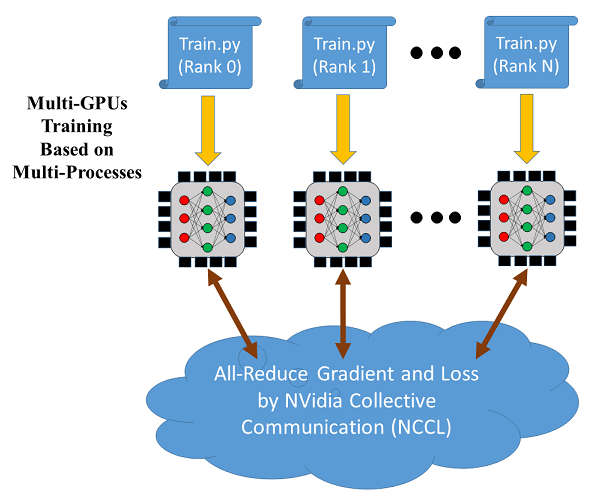 Train.py
(Rank 0)
Train.py
(Rank 1)
Train.py
(Rank N)
Multi-GPUs
Training
Based on
Multi-Processes
All-Reduce Gradient and Loss
by NVidia Collective
Communication (NCCL)